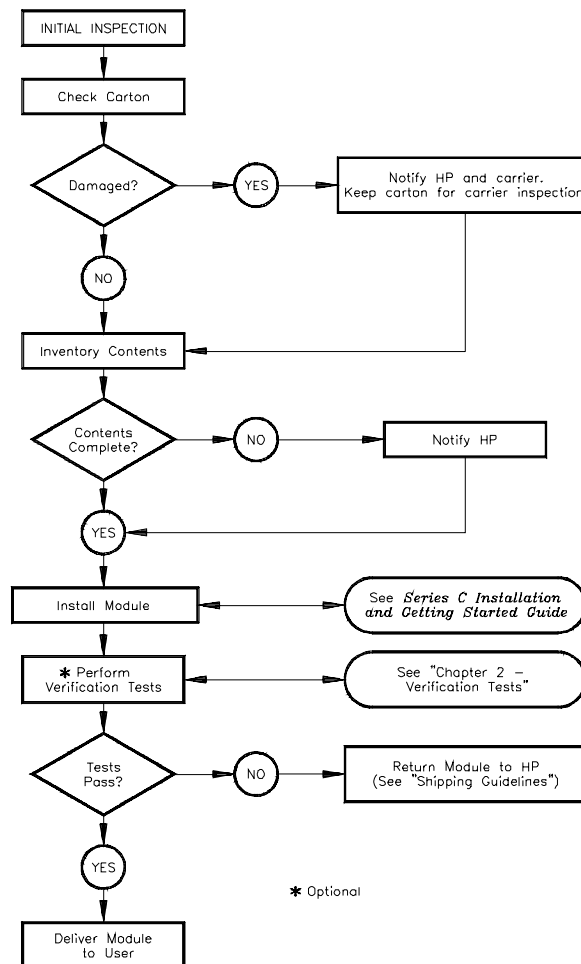 INITIAL INSPECTION
Check Carton
Damaged?
YES
Notify HP and carrier.
Keep carton for carrier inspection
NO
Inventory Contents
Contents
Complete?
NO
Notify HP
YES
Install Module
See Series C Installation
and Getting Started Guide
* Perform
Verification Tests
See "Chapter 2 –
Verification Tests"
Tests
Pass?
NO
Return Module to HP
(See "Shipping Guidelines")
YES
* Optional
Deliver Module
to User